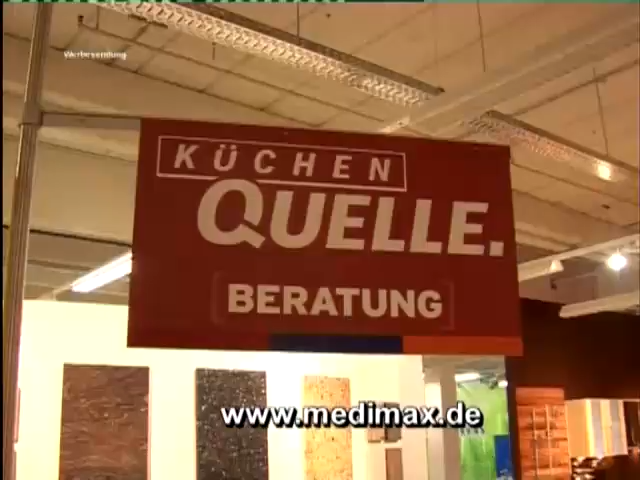 Werbesendung
KÜCHEN
QUELLE.
BERATUNG
www.medimax.de